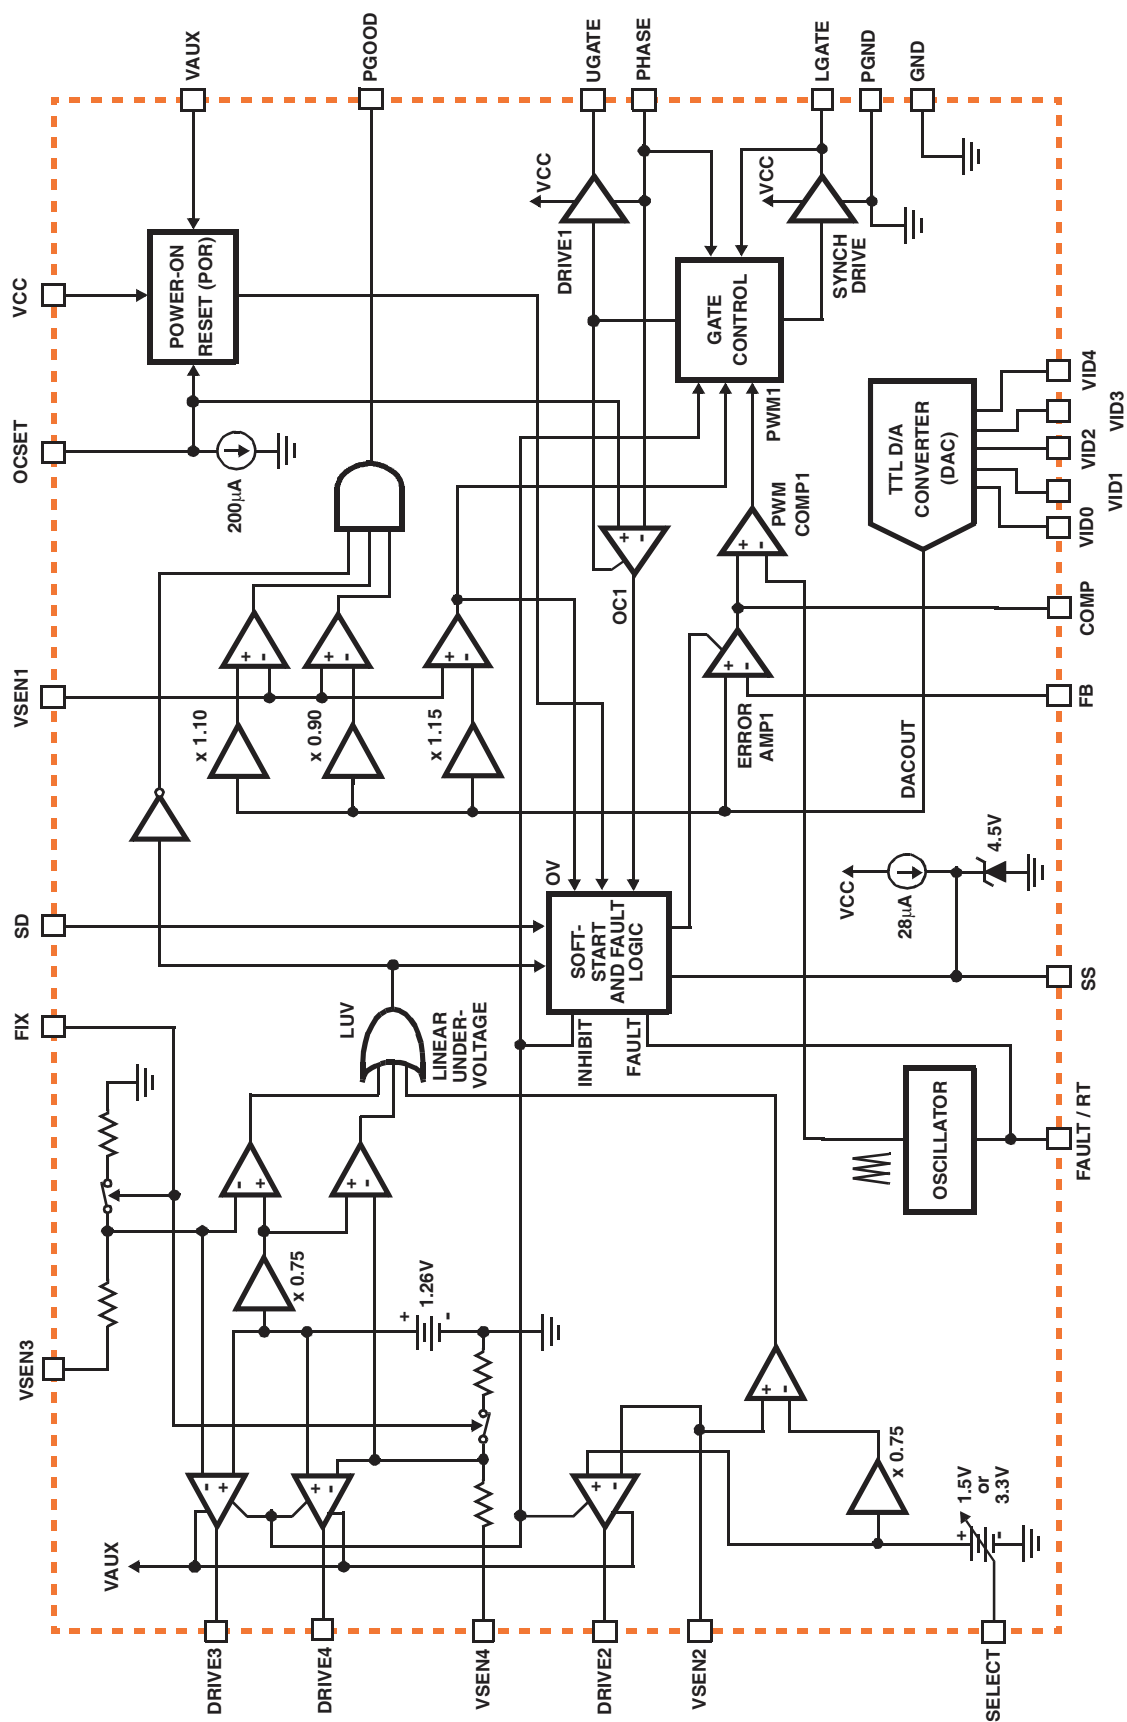 VSEN3
FIX
SD
VSEN1
OCSET
VCC
VAUX
PGOOD
UGATE
PHASE
LGATE
PGND
GND
POWER-ON
RESET (POR)
200μA
x 1.10
x 0.90
x 1.15
+
-
+
-
+
-
DRIVE1
VCC
VCC
SYNCH
DRIVE
GATE
CONTROL
PWM1
PWM
COMP1
+
-
+
-
OC1
ERROR
AMP1
+
-
TTL D/A
CONVERTER
(DAC)
DACOUT
VID4
VID3
VID2
VID1
VID0
COMP
FB
SS
FAULT / RT
OV
SOFT-
START
AND FAULT
LOGIC
INHIBIT
FAULT
LUV
LINEAR
UNDER-
VOLTAGE
VCC
28μA
4.5V
OSCILLATOR
-
+
+
-
x 0.75
+
1.26V
-
-
+
+
-
+
-
+
-
x 0.75
1.5V
or
3.3V
+
-
VAUX
DRIVE3
DRIVE4
VSEN4
DRIVE2
VSEN2
SELECT